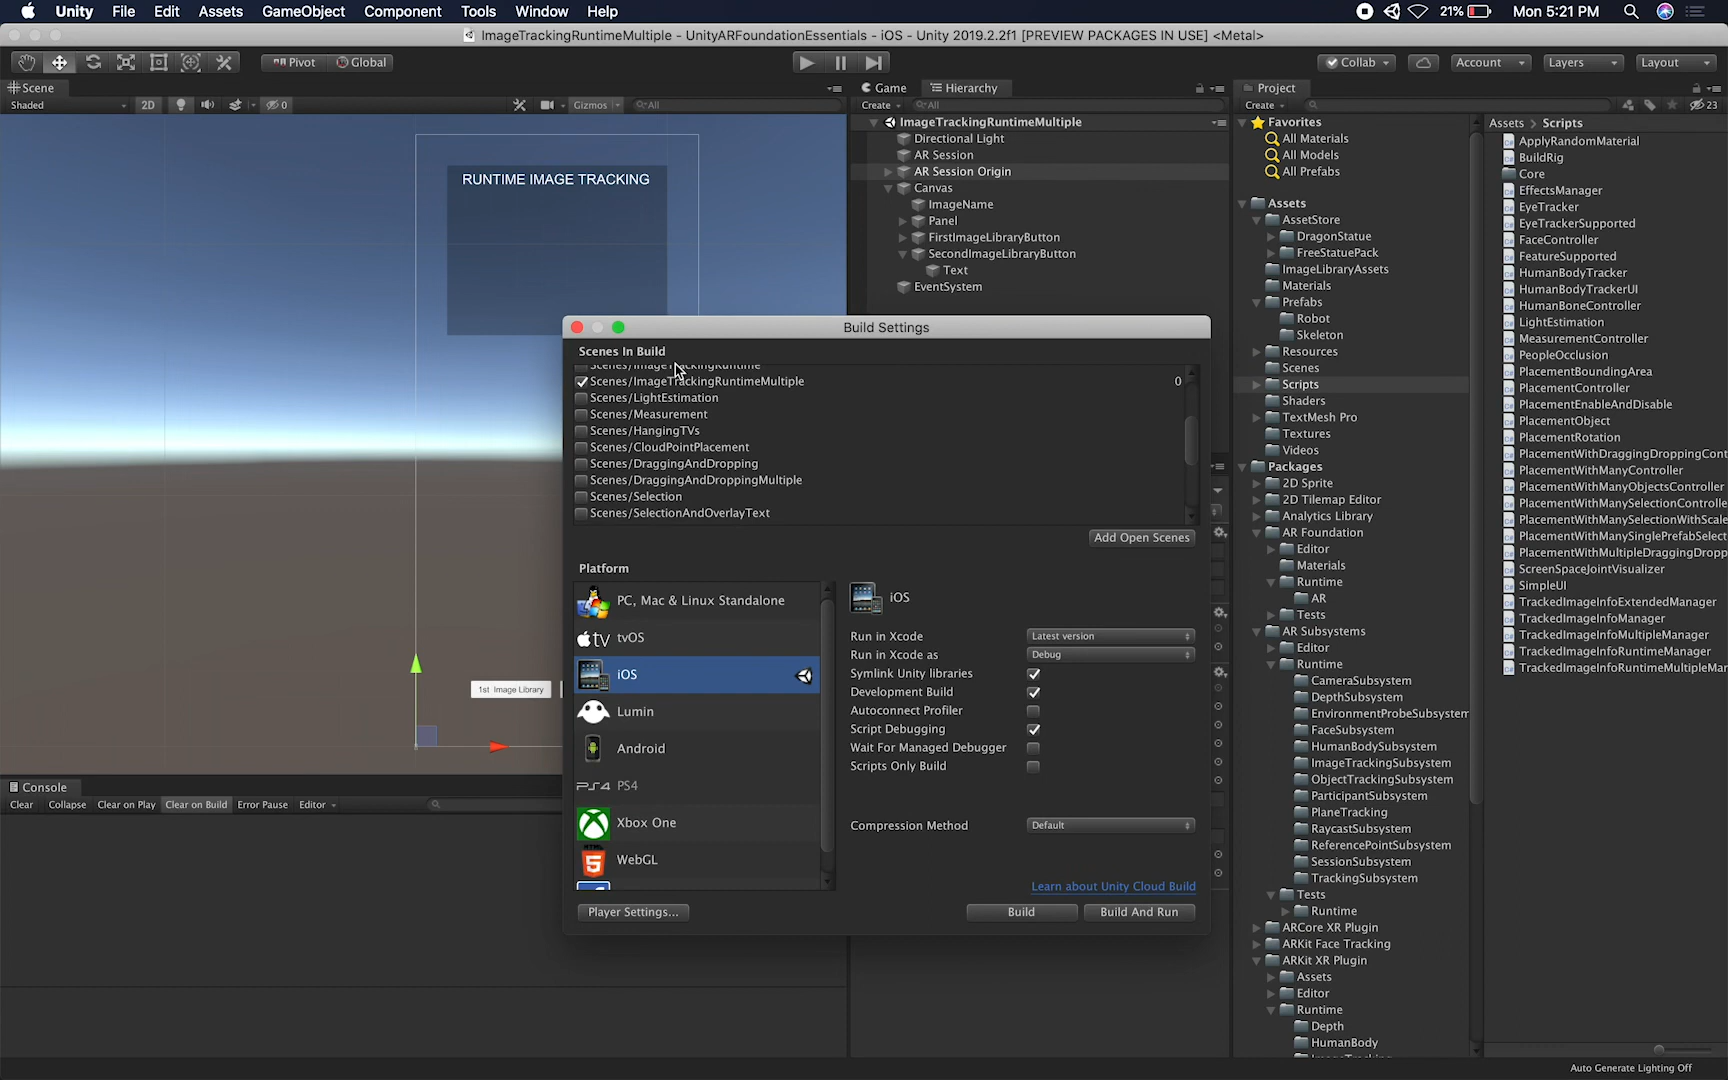 Unity File Edit Assets GameObject Component Tools Window Help
21% Mon 5:21 PM
ImageTrackingRuntimeMultiple - UnityARFoundationEssentials - iOS - Unity 2019.2.2f1 [PREVIEW PACKAGES IN USE] <Metal>
Pivot Global
Collab Account Layers Layout
Scene
Shaded 2D 0 Gizmos All
RUNTIME IMAGE TRACKING
1st Image Library
Game Hierarchy
Create All
ImageTrackingRuntimeMultiple
Directional Light
AR Session
AR Session Origin
Canvas
ImageName
Panel
FirstImageLibraryButton
SecondImageLibraryButton
Text
EventSystem
Build Settings
Scenes In Build
Scenes/ImageTrackingRuntime
Scenes/ImageTrackingRuntimeMultiple 0
Scenes/LightEstimation
Scenes/Measurement
Scenes/HangingTVs
Scenes/CloudPointPlacement
Scenes/DraggingAndDropping
Scenes/DraggingAndDroppingMultiple
Scenes/Selection
Scenes/SelectionAndOverlayText
Add Open Scenes
Platform
PC, Mac & Linux Standalone
tv tvOS
iOS
Lumin
Android
PS4
Xbox One
WebGL
iOS
Run in Xcode Latest version
Run in Xcode as Debug
Symlink Unity libraries
Development Build
Autoconnect Profiler
Script Debugging
Wait For Managed Debugger
Scripts Only Build
Compression Method Default
Learn about Unity Cloud Build
Player Settings... Build Build And Run
Console
Clear Collapse Clear on Play Clear on Build Error Pause Editor
Project
Create 23
Favorites
All Materials
All Models
All Prefabs
Assets
AssetStore
DragonStatue
FreeStatuePack
ImageLibraryAssets
Materials
Prefabs
Robot
Skeleton
Resources
Scenes
Scripts
Shaders
TextMesh Pro
Textures
Videos
Packages
2D Sprite
2D Tilemap Editor
Analytics Library
AR Foundation
Editor
Materials
Runtime
AR
Tests
AR Subsystems
Editor
Runtime
CameraSubsystem
DepthSubsystem
EnvironmentProbeSubsystem
FaceSubsystem
HumanBodySubsystem
ImageTrackingSubsystem
ObjectTrackingSubsystem
ParticipantSubsystem
PlaneTracking
RaycastSubsystem
ReferencePointSubsystem
SessionSubsystem
TrackingSubsystem
Tests
Runtime
ARCore XR Plugin
ARKit Face Tracking
ARKit XR Plugin
Assets
Editor
Runtime
Depth
HumanBody
Assets > Scripts
ApplyRandomMaterial
BuildRig
Core
EffectsManager
EyeTracker
EyeTrackerSupported
FaceController
FeatureSupported
HumanBodyTracker
HumanBodyTrackerUI
HumanBoneController
LightEstimation
MeasurementController
PeopleOcclusion
PlacementBoundingArea
PlacementController
PlacementEnableAndDisable
PlacementObject
PlacementRotation
PlacementWithDraggingDroppingCont
PlacementWithManyController
PlacementWithManyObjectsController
PlacementWithManySelectionControlle
PlacementWithManySelectionWithScale
PlacementWithManySinglePrefabSelect
PlacementWithMultipleDraggingDropp
ScreenSpaceJointVisualizer
SimpleUI
TrackedImageInfoExtendedManager
TrackedImageInfoManager
TrackedImageInfoMultipleManager
TrackedImageInfoRuntimeManager
TrackedImageInfoRuntimeMultipleMar
Auto Generate Lighting Off